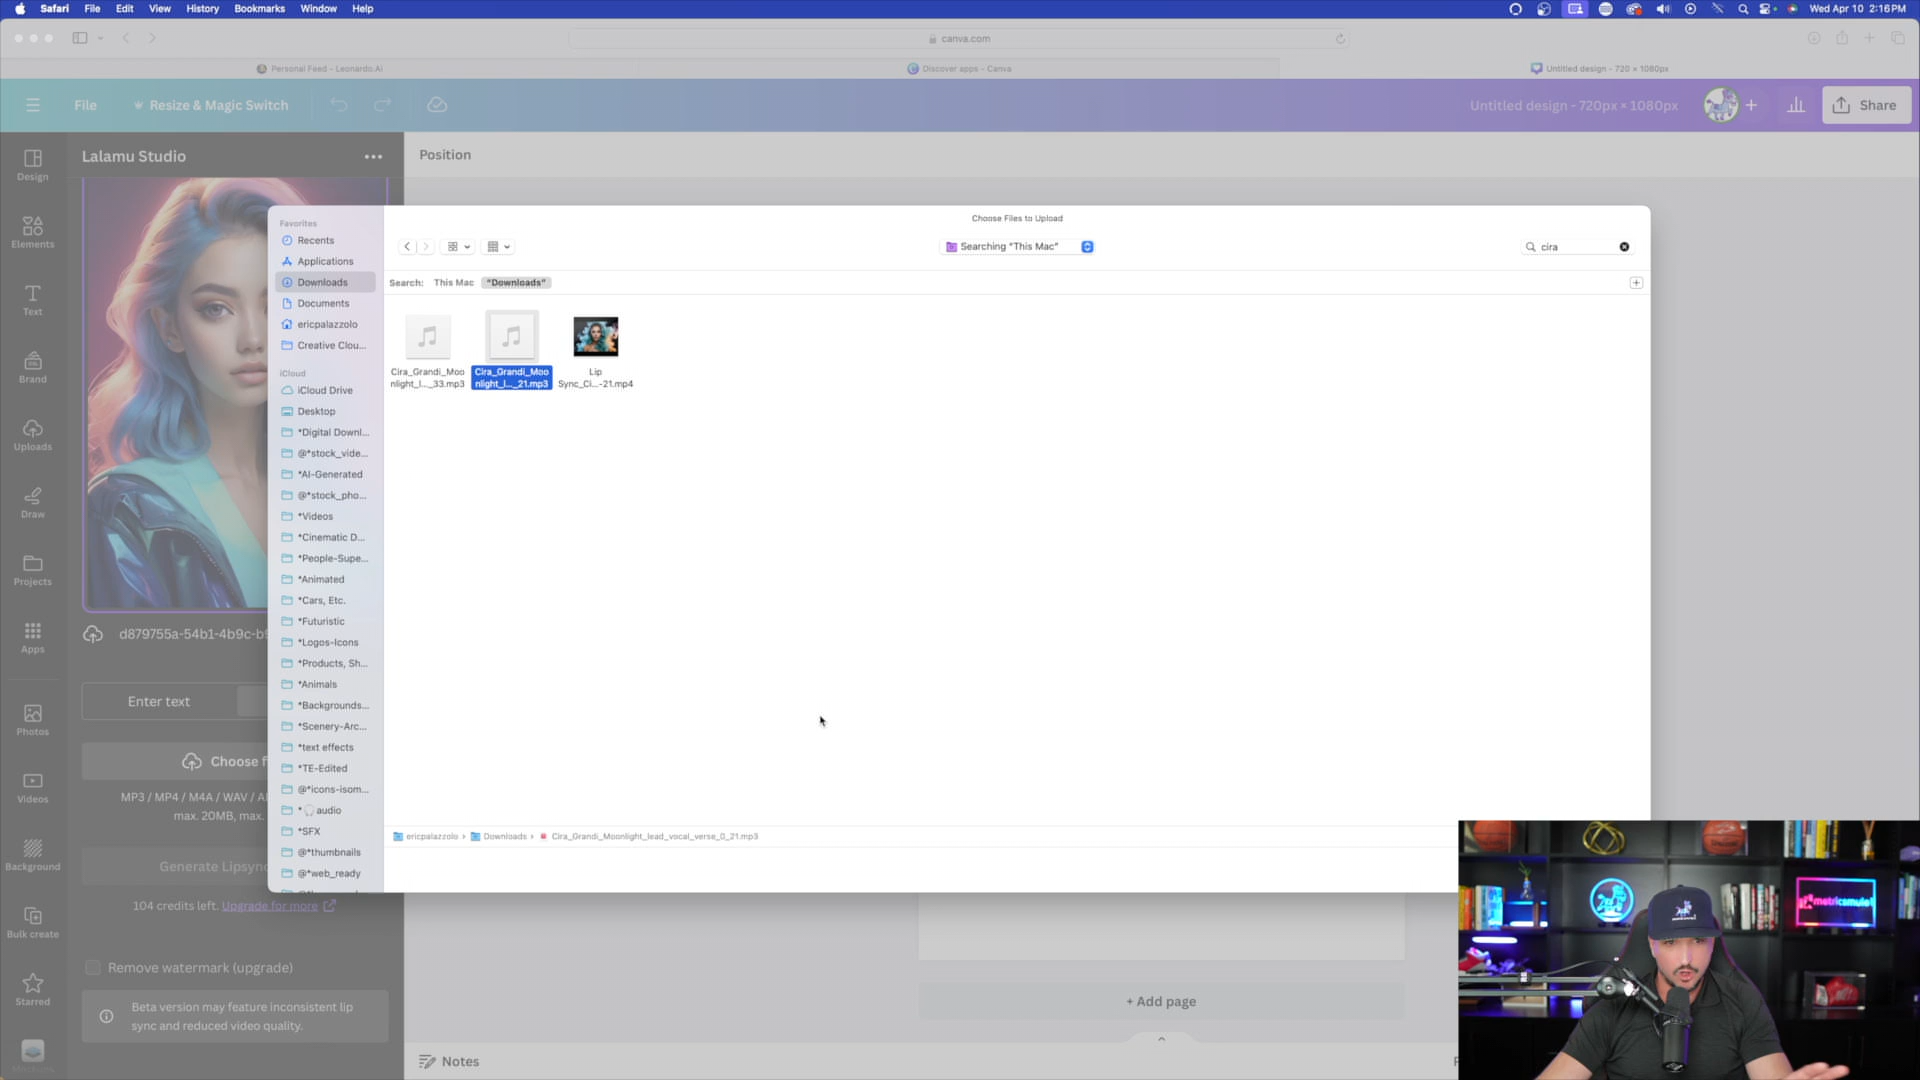 Safari File Edit View History Bookmarks Window Help
Wed Apr 10 2:16 PM
canva.com
Personal Feed - Leonardo.Ai
Discover apps - Canva
Untitled design - 720 × 1080px
File
Resize & Magic Switch
Untitled design - 720px × 1080px
Share
Design
Elements
Text
Brand
Uploads
Draw
Projects
Apps
Photos
Videos
Background
Bulk create
Starred
Mockups
Lalamu Studio
Position
d879755a-54b1-4b9c-b
Enter text
Choose f
MP3 / MP4 / M4A / WAV /
max. 20MB, max.
Generate Lipsync
104 credits left. Upgrade for more
Remove watermark (upgrade)
Beta version may feature inconsistent lip
sync and reduced video quality.
Favorites
Recents
Applications
Downloads
Documents
ericpalazzolo
Creative Clou...
iCloud
iCloud Drive
Desktop
*Digital Downl...
@*stock_vide...
*AI-Generated
@*stock_pho...
*Videos
*Cinematic D...
*People-Supe...
*Animated
*Cars, Etc.
*Futuristic
*Logos-Icons
*Products, Sh...
*Animals
*Backgrounds...
*Scenery-Arc...
*text effects
*TE-Edited
@*icons-isom...
* audio
*SFX
@*thumbnails
@*web_ready
Choose Files to Upload
Searching "This Mac"
cira
Search: This Mac "Downloads"
Cira_Grandi_Moo
nlight_l..._33.mp3
Cira_Grandi_Moo
nlight_l..._21.mp3
Lip
Sync_Ci...-21.mp4
ericpalazzolo › Downloads › Cira_Grandi_Moonlight_lead_vocal_verse_0_21.mp3
+ Add page
Notes
metricsmule